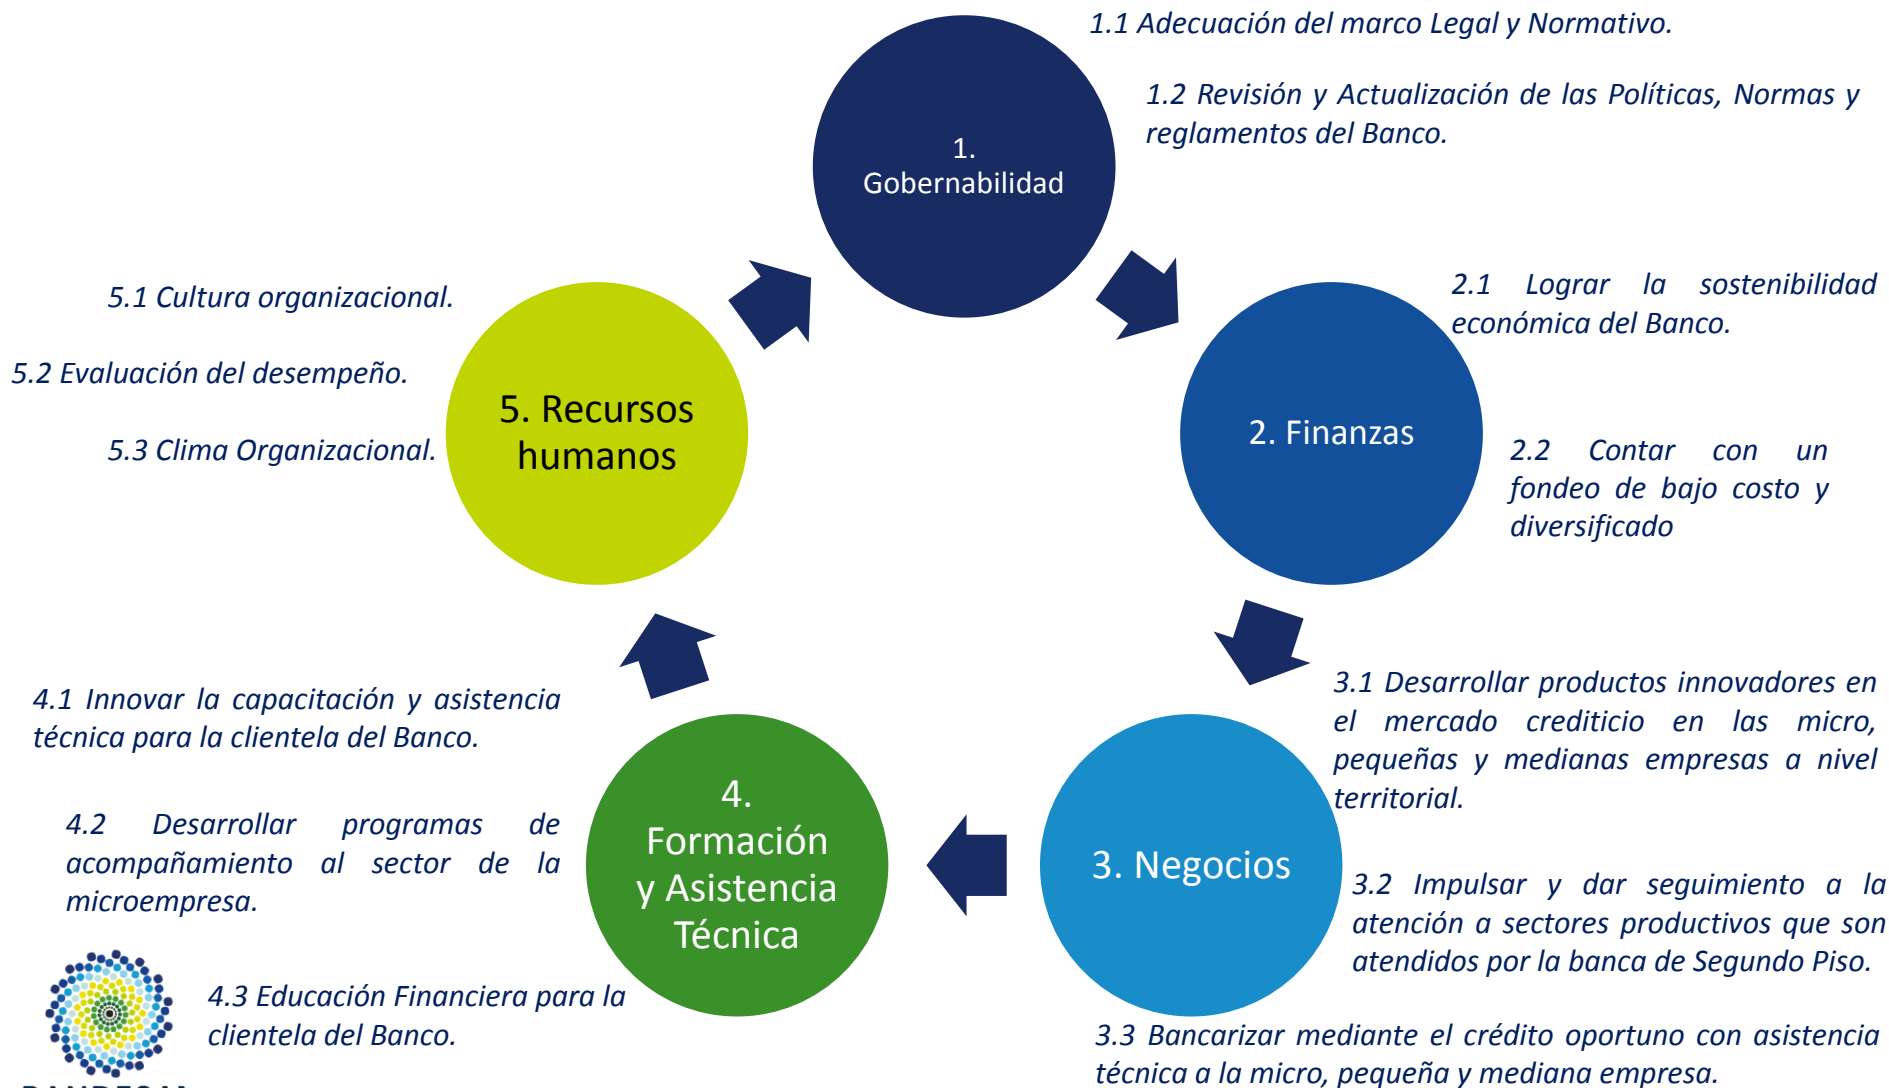 1.
Gobernabilidad
1.1 Adecuación del marco Legal y Normativo.
1.2 Revisión y Actualización de las Políticas, Normas y
reglamentos del Banco.
2. Finanzas
2.1 Lograr la sostenibilidad
económica del Banco.
2.2 Contar con un
fondeo de bajo costo y
diversificado
3. Negocios
3.1 Desarrollar productos innovadores en
el mercado crediticio en las micro,
pequeñas y medianas empresas a nivel
territorial.
3.2 Impulsar y dar seguimiento a la
atención a sectores productivos que son
atendidos por la banca de Segundo Piso.
3.3 Bancarizar mediante el crédito oportuno con asistencia
técnica a la micro, pequeña y mediana empresa.
4.
Formación
y Asistencia
Técnica
4.1 Innovar la capacitación y asistencia
técnica para la clientela del Banco.
4.2 Desarrollar programas de
acompañamiento al sector de la
microempresa.
4.3 Educación Financiera para la
clientela del Banco.
5. Recursos
humanos
5.1 Cultura organizacional.
5.2 Evaluación del desempeño.
5.3 Clima Organizacional.